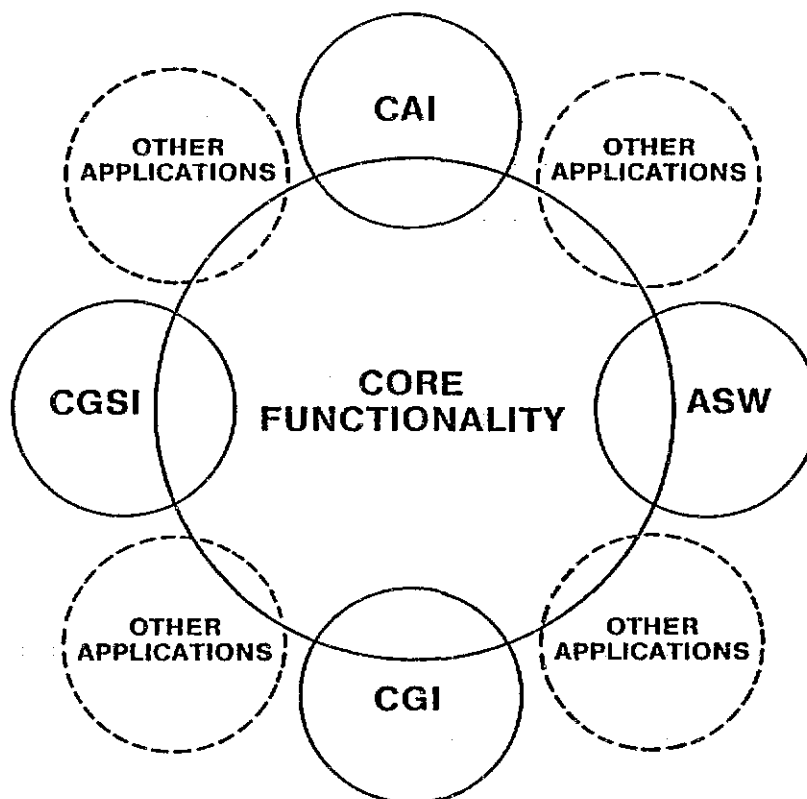 CAI
OTHER
APPLICATIONS
OTHER
APPLICATIONS
CGSI
CORE
FUNCTIONALITY
ASW
OTHER
APPLICATIONS
CGI
OTHER
APPLICATIONS